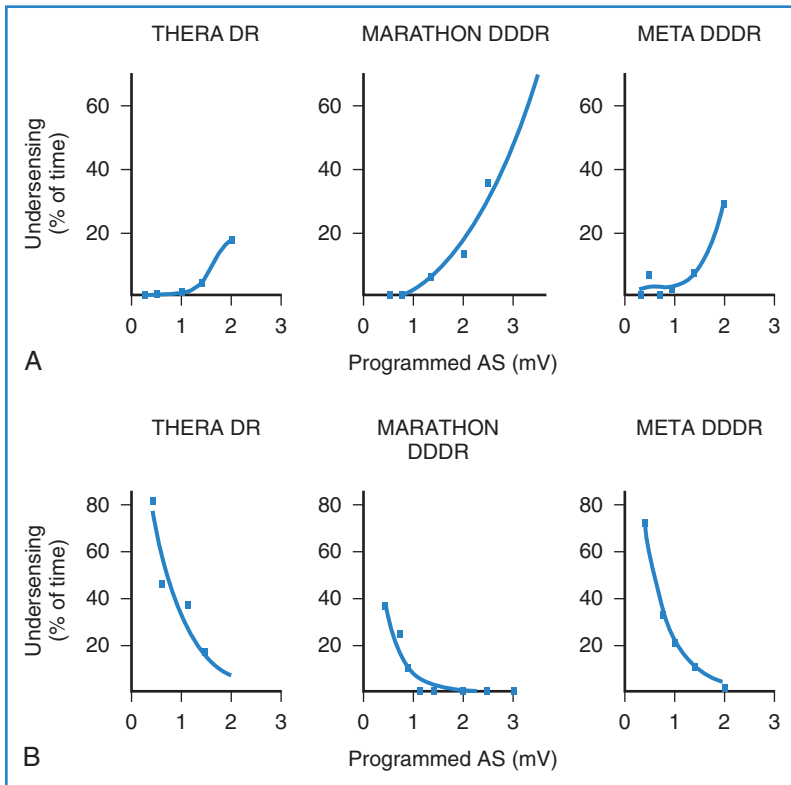 THERA DR MARATHON DDDR META DDDR
Undersensing
(% of time)
60 60 60
40 40 40
20 20 20
0 1 2 3 0 1 2 3 0 1 2 3
Programmed AS (mV)
A
THERA DR MARATHON META DDDR
DDDR
Undersensing
(% of time)
80 80 80
60 60 60
40 40 40
20 20 20
0 1 2 3 0 1 2 3 0 1 2 3
Programmed AS (mV)
B